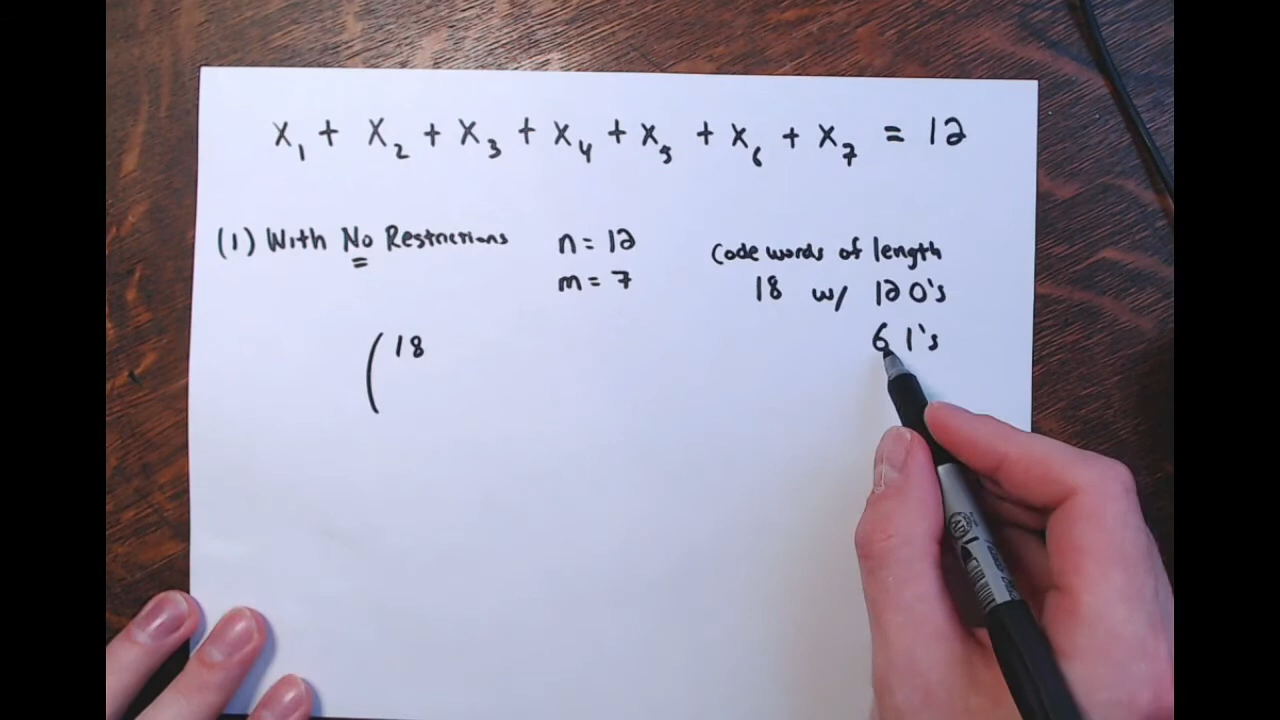 x₁ + x₂ + x₃ + x₄ + x₅ + x₆ + x₇ = 12
(1) With No Restrictions
n = 12
m = 7
Code words of length
18 w/ 12 0's
6 1's
( 18